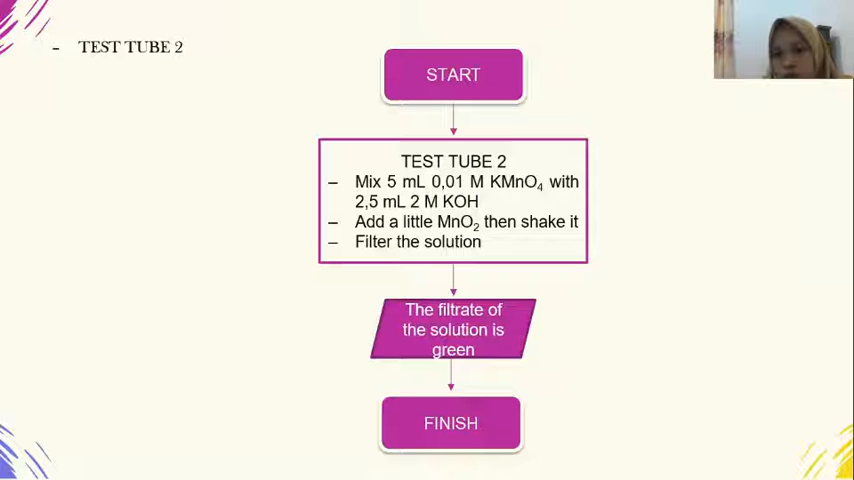 - TEST TUBE 2
START
TEST TUBE 2
– Mix 5 mL 0,01 M KMnO₄ with
2,5 mL 2 M KOH
– Add a little MnO₂ then shake it
– Filter the solution
The filtrate of
the solution is
green
FINISH